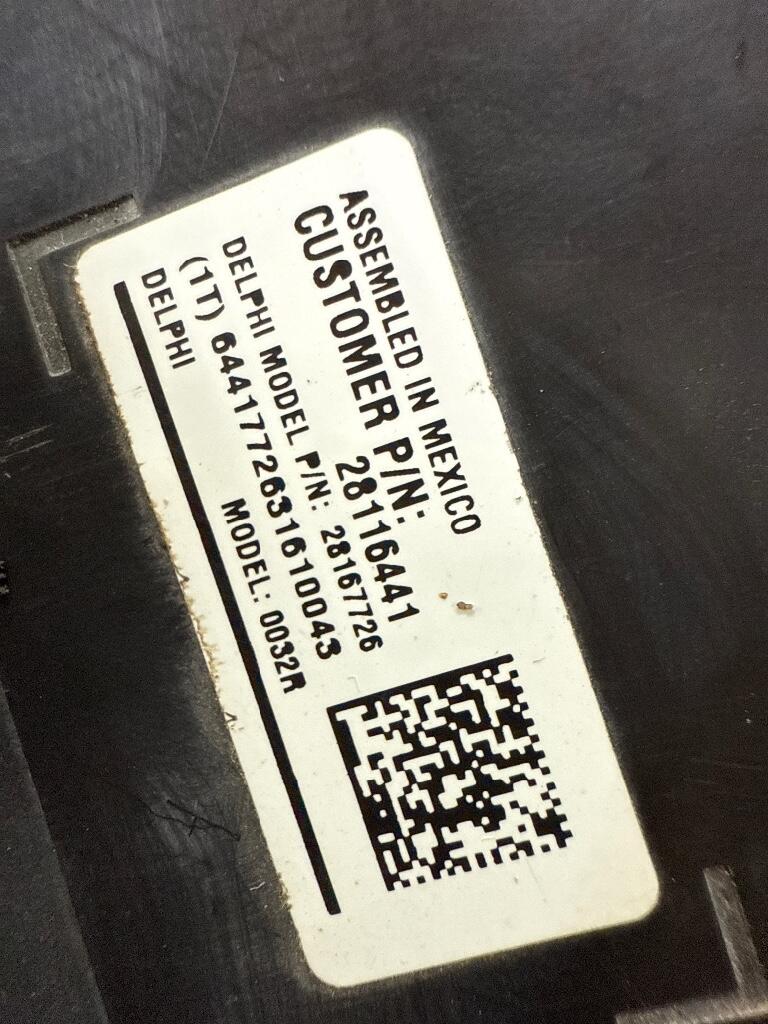 ASSEMBLED IN MEXICO
CUSTOMER P/N:
28116441
DELPHI MODEL P/N: 28167726
(1T) 6441772631610043
DELPHI MODEL: 0032R